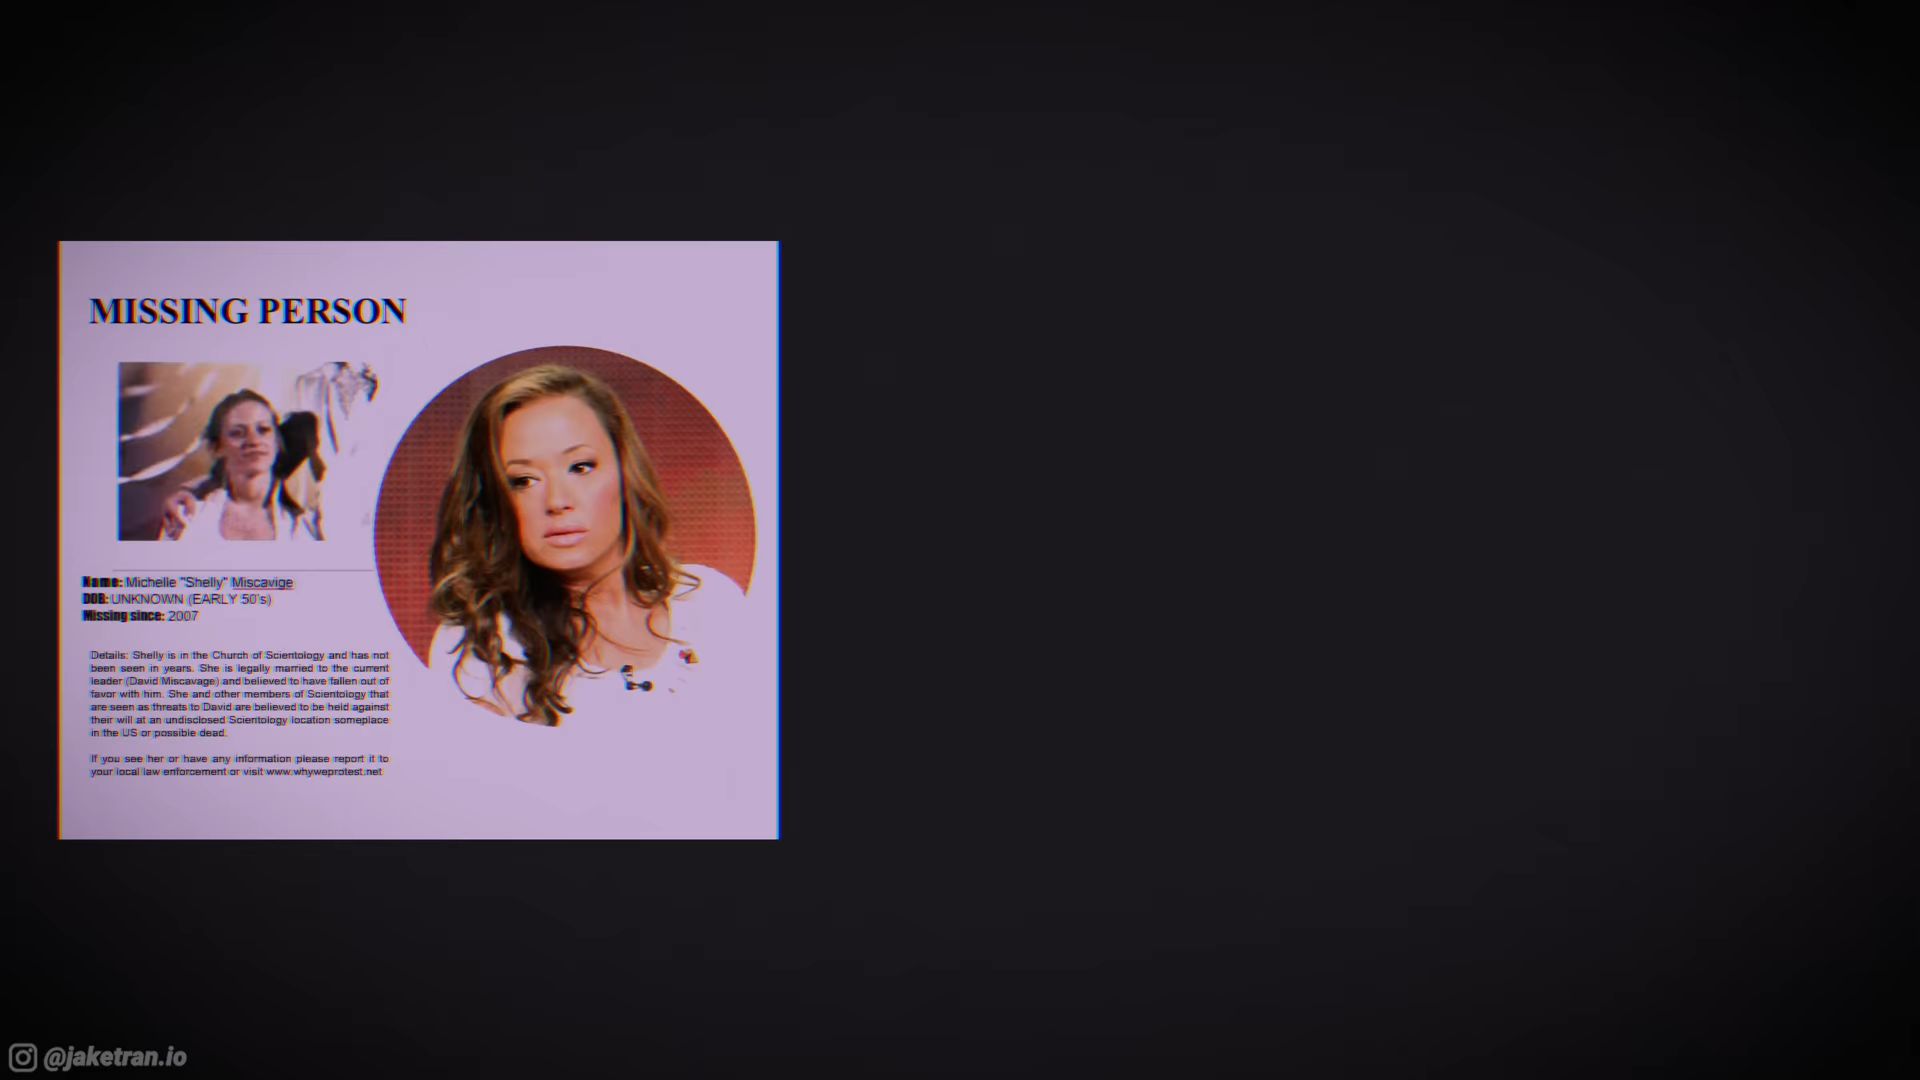 MISSING PERSON
Name: Michelle "Shelly" Miscavige
DOB: UNKNOWN (EARLY 50's)
Missing since: 2007
Details: Shelly is in the Church of Scientology and has not
been seen in years. She is legally married to the current
leader (David Miscavage) and believed to have fallen out of
favor with him. She and other members of Scientology that
are seen as threats to David are believed to be held against
their will at an undisclosed Scientology location someplace
in the US or possible dead.
If you see her or have any information please report it to
your local law enforcement or visit www.whyweprotest.net
@jaketran.io